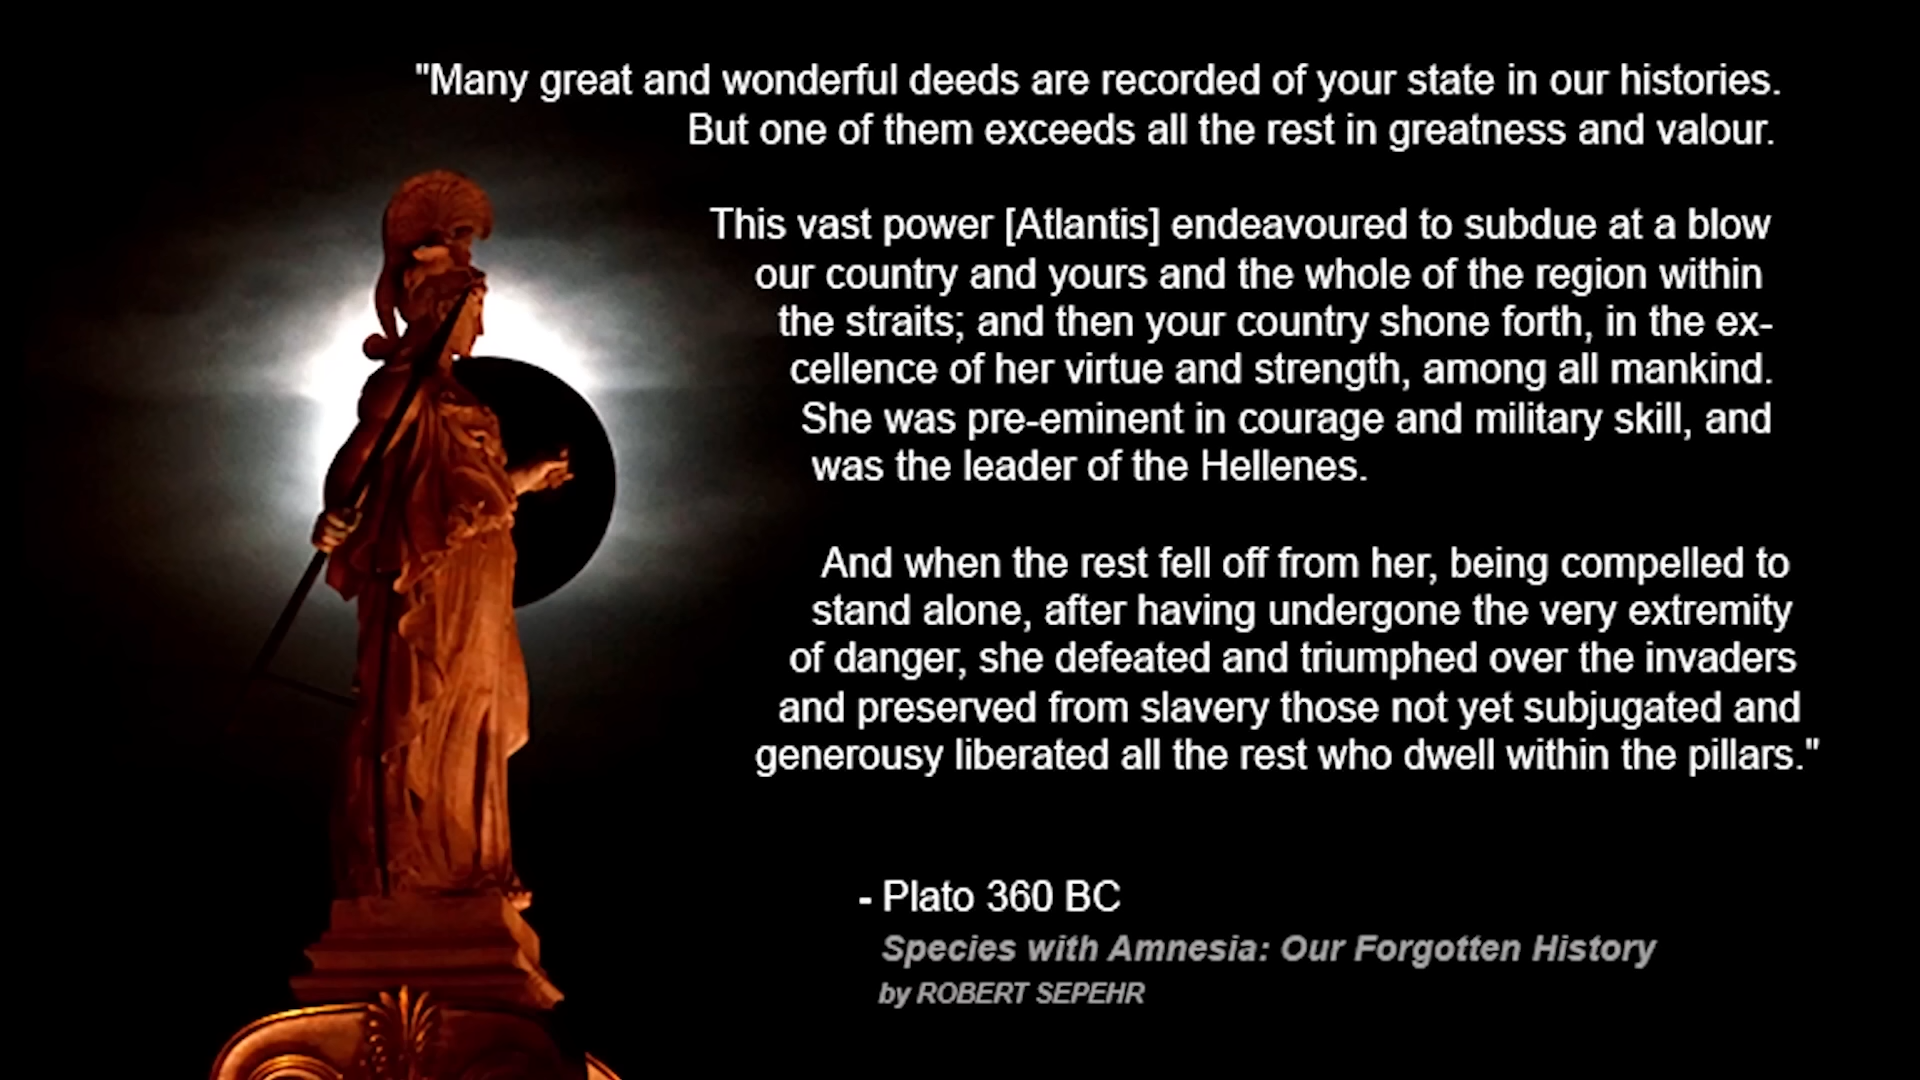 "Many great and wonderful deeds are recorded of your state in our histories.
But one of them exceeds all the rest in greatness and valour.
This vast power [Atlantis] endeavoured to subdue at a blow
our country and yours and the whole of the region within
the straits; and then your country shone forth, in the ex-
cellence of her virtue and strength, among all mankind.
She was pre-eminent in courage and military skill, and
was the leader of the Hellenes.
And when the rest fell off from her, being compelled to
stand alone, after having undergone the very extremity
of danger, she defeated and triumphed over the invaders
and preserved from slavery those not yet subjugated and
generousy liberated all the rest who dwell within the pillars."
- Plato 360 BC
Species with Amnesia: Our Forgotten History
by ROBERT SEPEHR